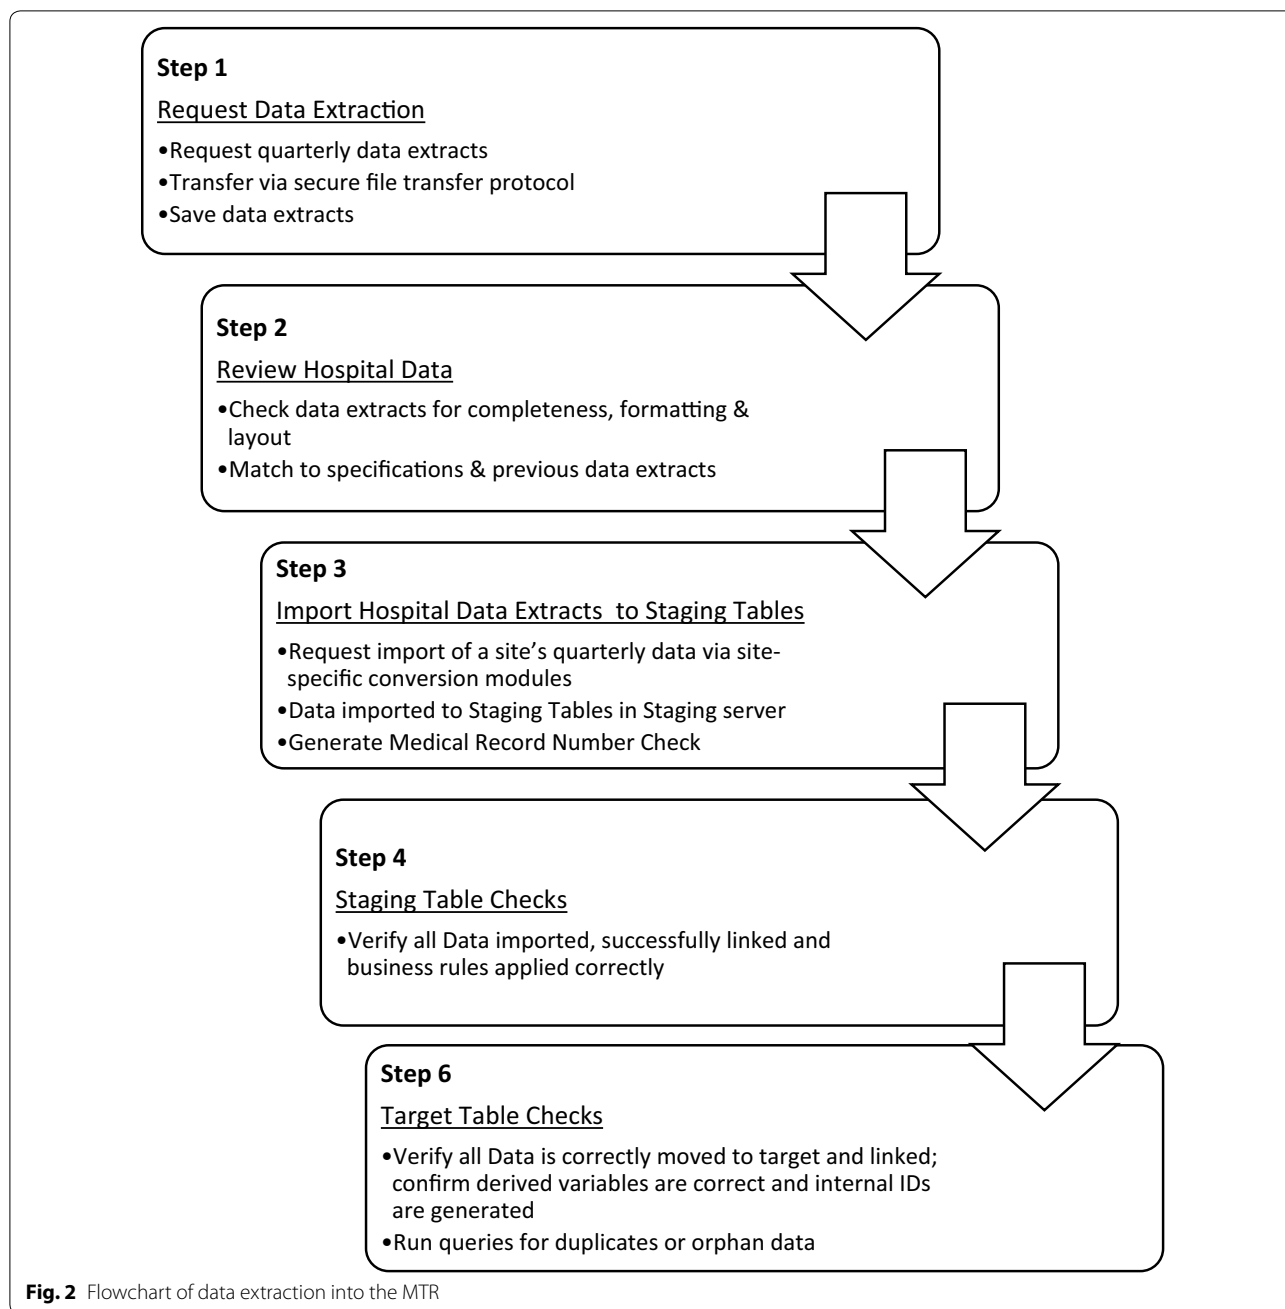 Step 1
Request Data Extraction
•Request quarterly data extracts
•Transfer via secure file transfer protocol
•Save data extracts
Step 2
Review Hospital Data
•Check data extracts for completeness, formatting &
layout
•Match to specifications & previous data extracts
Step 3
Import Hospital Data Extracts to Staging Tables
•Request import of a site’s quarterly data via site-
specific conversion modules
•Data imported to Staging Tables in Staging server
•Generate Medical Record Number Check
Step 4
Staging Table Checks
•Verify all Data imported, successfully linked and
business rules applied correctly
Step 6
Target Table Checks
•Verify all Data is correctly moved to target and linked;
confirm derived variables are correct and internal IDs
are generated
•Run queries for duplicates or orphan data
Fig. 2 Flowchart of data extraction into the MTR